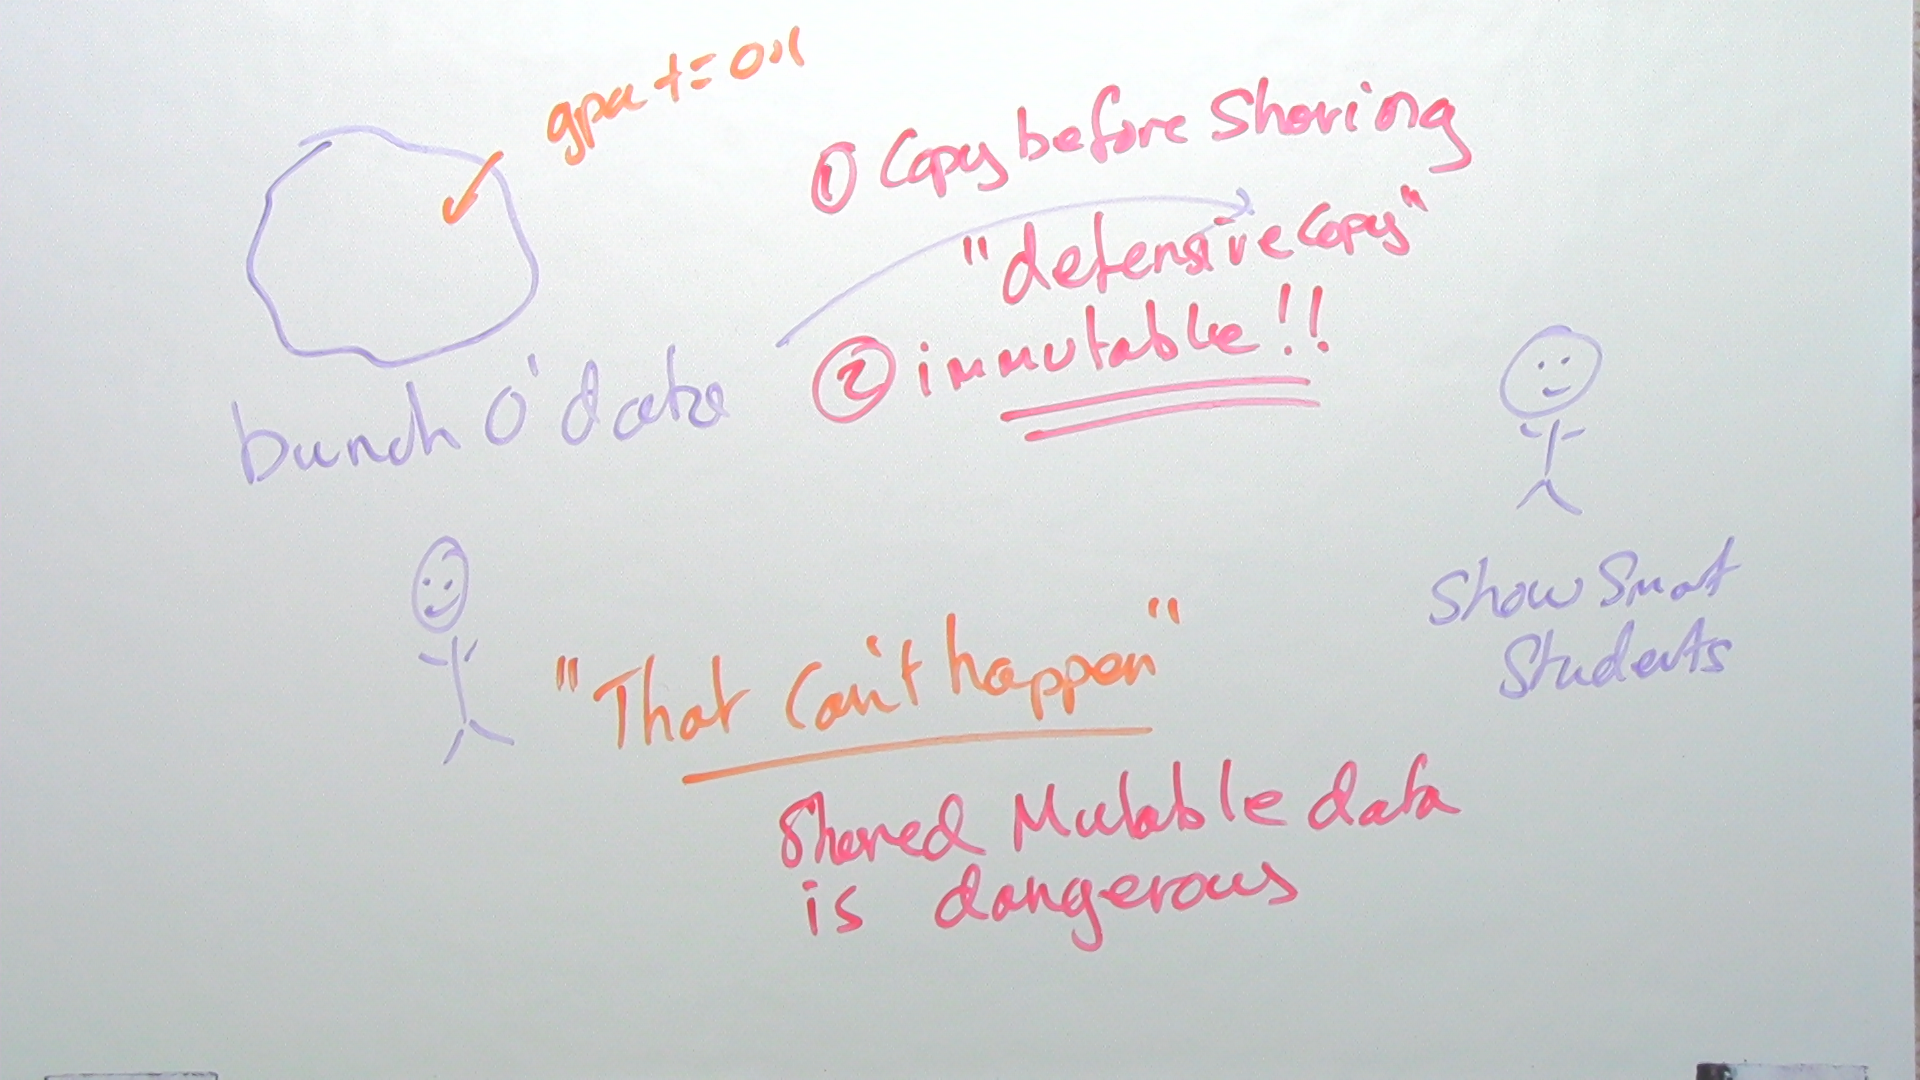 gpa += 0.1
① Copy before Sharing
"defensive copy"
② immutable!!
bunch o' data
Show Smart
Students
"That can't happen"
Shared Mutable data
is dangerous